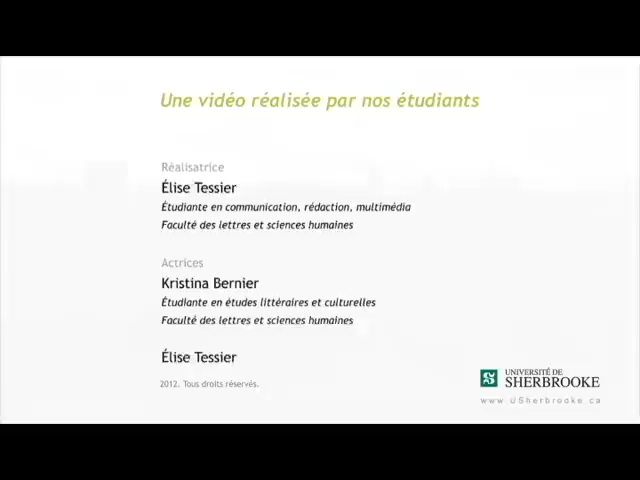 Une vidéo réalisée par nos étudiants
Réalisatrice
Élise Tessier
Étudiante en communication, rédaction, multimédia
Faculté des lettres et sciences humaines
Actrices
Kristina Bernier
Étudiante en études littéraires et culturelles
Faculté des lettres et sciences humaines
Élise Tessier
2012. Tous droits réservés.
UNIVERSITÉ DE
SHERBROOKE
www.USherbrooke.ca